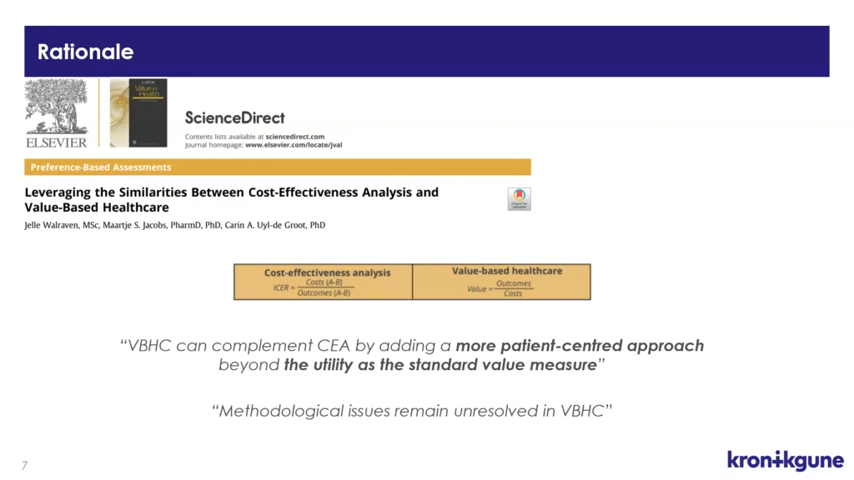 Rationale
ELSEVIER
Value in
Health
ScienceDirect
Contents lists available at sciencedirect.com
Journal homepage: www.elsevier.com/locate/jval
Preference-Based Assessments
Leveraging the Similarities Between Cost-Effectiveness Analysis and
Value-Based Healthcare
Jelle Walraven, MSc, Maartje S. Jacobs, PharmD, PhD, Carin A. Uyl-de Groot, PhD
Cost-effectiveness analysis
ICER = Costs (A-B)
Outcomes (A-B)
Value-based healthcare
Value = Outcomes
Costs
“VBHC can complement CEA by adding a more patient-centred approach
beyond the utility as the standard value measure”
“Methodological issues remain unresolved in VBHC”
7
kronikgune